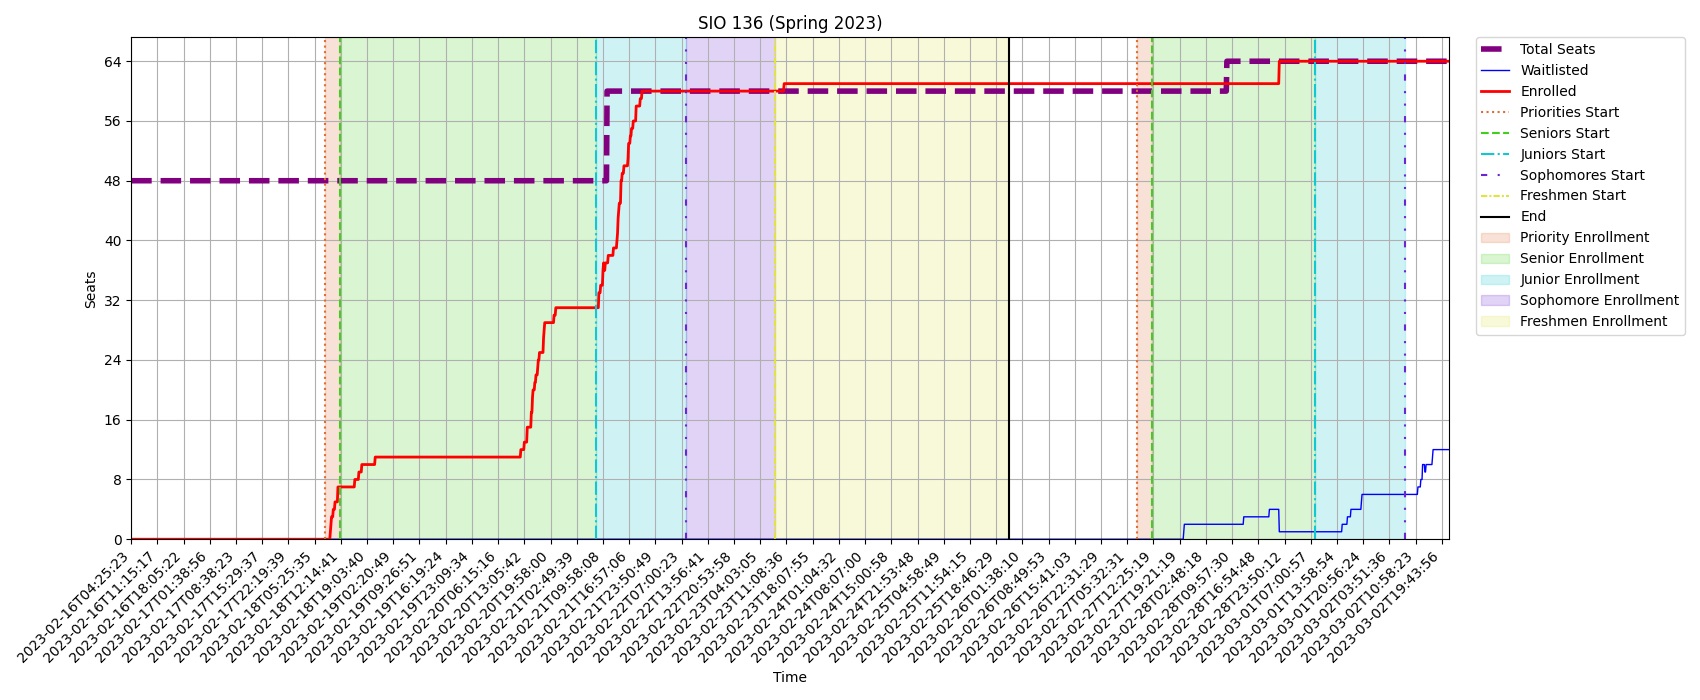 SIO 136 (Spring 2023)
Seats
64
56
48
40
32
24
16
8
0
2023-02-16T04:25:23
2023-02-16T11:15:17
2023-02-16T18:05:22
2023-02-17T01:38:56
2023-02-17T08:38:23
2023-02-17T15:29:37
2023-02-17T22:19:39
2023-02-18T05:25:35
2023-02-18T12:14:41
2023-02-18T19:03:40
2023-02-19T02:20:49
2023-02-19T09:26:51
2023-02-19T16:19:24
2023-02-19T23:09:34
2023-02-20T06:15:16
2023-02-20T13:05:42
2023-02-20T19:58:00
2023-02-21T02:49:39
2023-02-21T09:58:08
2023-02-21T16:57:06
2023-02-21T23:50:49
2023-02-22T07:00:23
2023-02-22T13:56:41
2023-02-22T20:53:58
2023-02-23T04:03:05
2023-02-23T11:08:36
2023-02-23T18:07:55
2023-02-24T01:04:32
2023-02-24T08:07:00
2023-02-24T15:00:58
2023-02-24T21:53:48
2023-02-25T04:58:49
2023-02-25T11:54:15
2023-02-25T18:46:29
2023-02-26T01:38:10
2023-02-26T08:49:53
2023-02-26T15:41:03
2023-02-26T22:31:29
2023-02-27T05:32:31
2023-02-27T12:25:19
2023-02-27T19:21:19
2023-02-28T02:48:18
2023-02-28T09:57:30
2023-02-28T16:54:48
2023-02-28T23:50:12
2023-03-01T07:00:57
2023-03-01T13:58:54
2023-03-01T20:56:24
2023-03-02T03:51:36
2023-03-02T10:58:23
2023-03-02T19:43:56
Time
Total Seats
Waitlisted
Enrolled
Priorities Start
Seniors Start
Juniors Start
Sophomores Start
Freshmen Start
End
Priority Enrollment
Senior Enrollment
Junior Enrollment
Sophomore Enrollment
Freshmen Enrollment